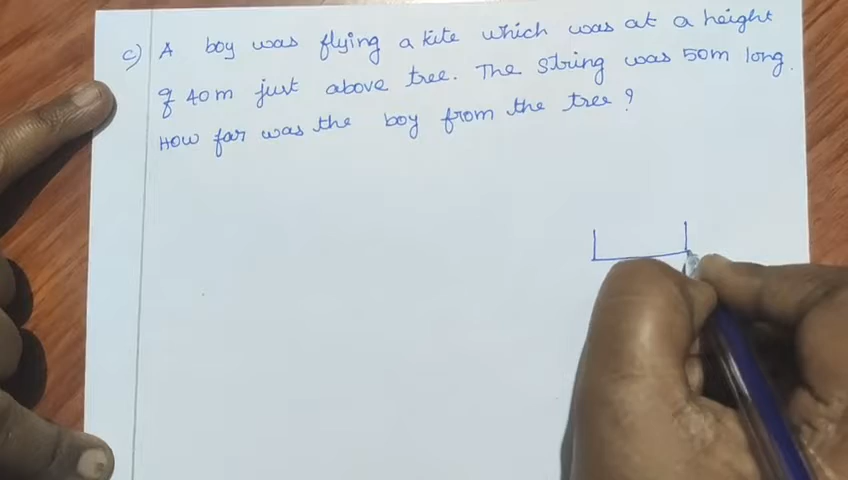 c) A boy was flying a kite which was at a height
of 40m just above tree. The string was 50m long.
How far was the boy from the tree?